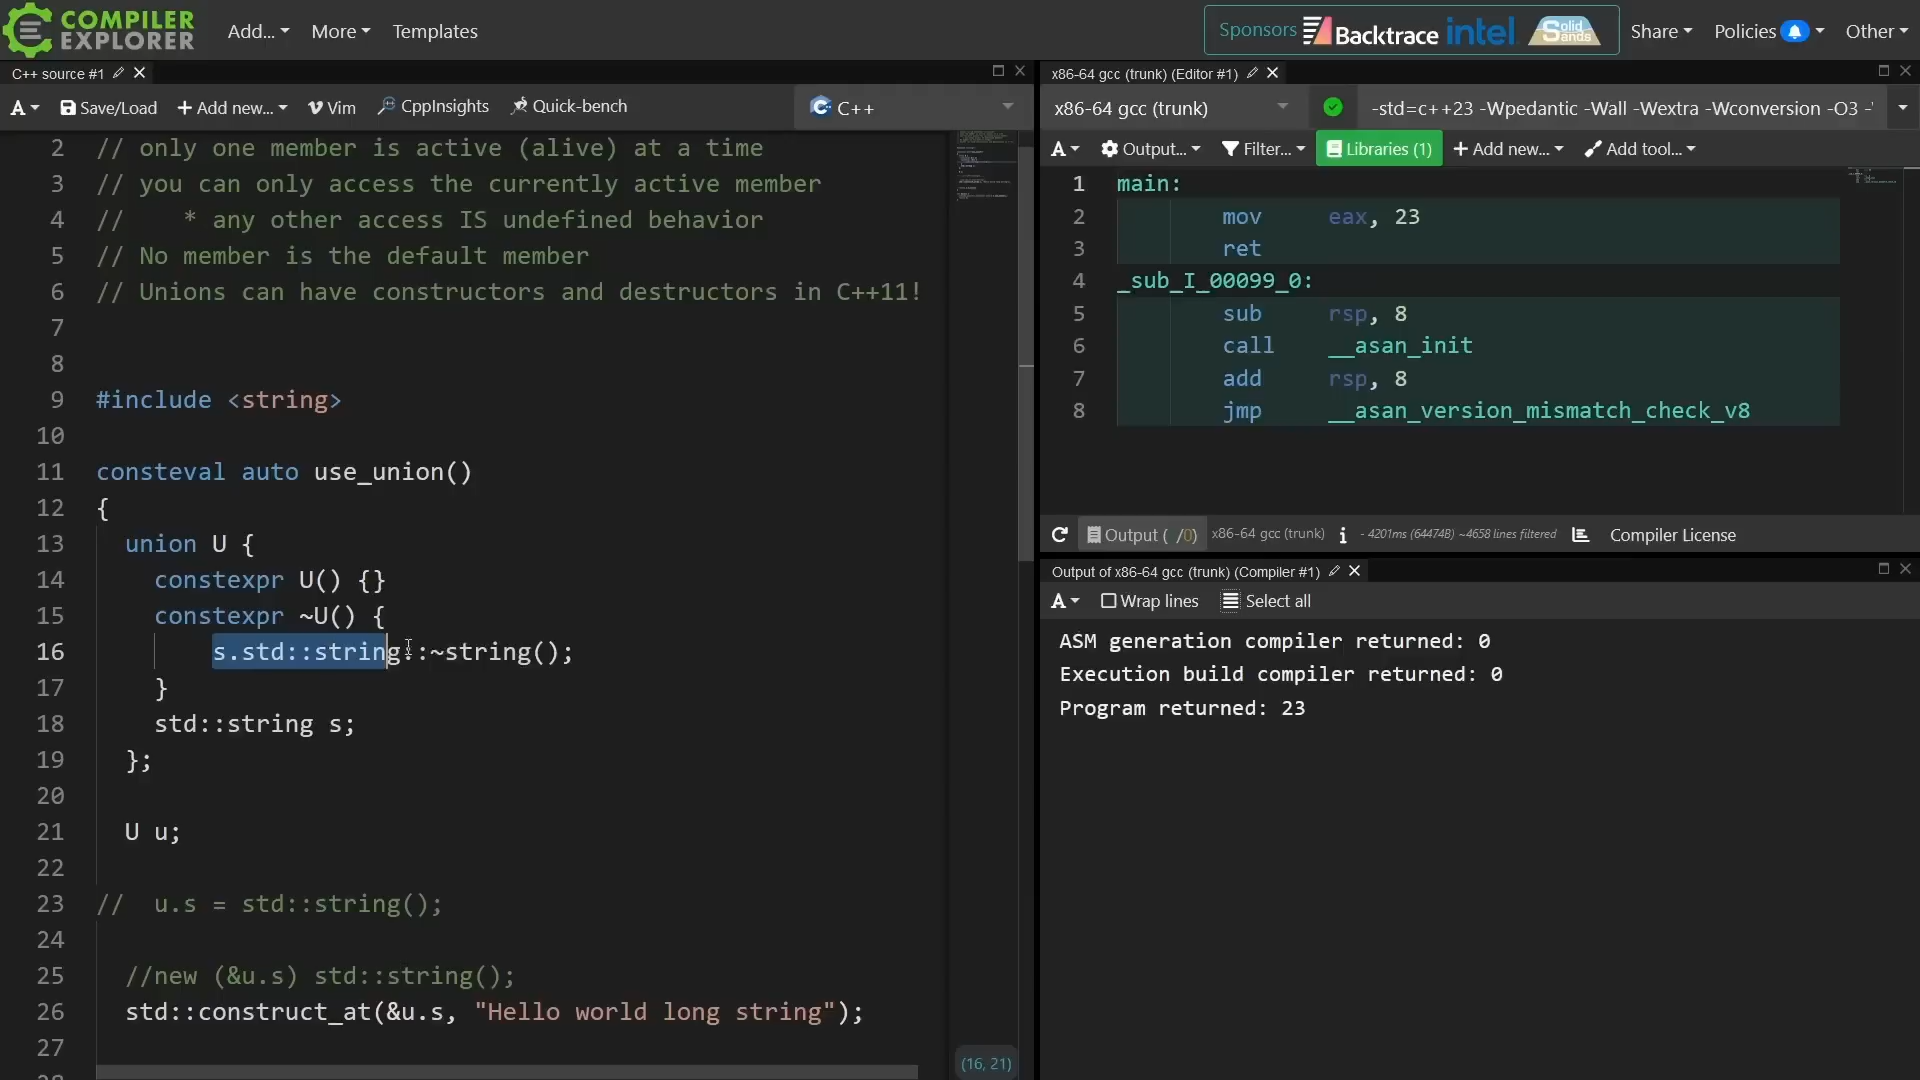 COMPILER EXPLORER Add... More Templates Sponsors Backtrace intel Solid Sands Share Policies Other
C++ source #1
A Save/Load + Add new... Vim CppInsights Quick-bench C++
2 // only one member is active (alive) at a time
3 // you can only access the currently active member
4 //    * any other access IS undefined behavior
5 // No member is the default member
6 // Unions can have constructors and destructors in C++11!
7
8
9 #include <string>
10
11 consteval auto use_union()
12 {
13   union U {
14     constexpr U() {}
15     constexpr ~U() {
16         s.std::string::~string();
17     }
18     std::string s;
19   };
20
21   U u;
22
23 //  u.s = std::string();
24
25   //new (&u.s) std::string();
26   std::construct_at(&u.s, "Hello world long string");
27
(16, 21)
x86-64 gcc (trunk) (Editor #1)
x86-64 gcc (trunk) -std=c++23 -Wpedantic -Wall -Wextra -Wconversion -O3
A Output... Filter... Libraries (1) + Add new... Add tool...
1 main:
2         mov     eax, 23
3         ret
4 _sub_I_00099_0:
5         sub     rsp, 8
6         call    __asan_init
7         add     rsp, 8
8         jmp     __asan_version_mismatch_check_v8
Output ( /0) x86-64 gcc (trunk) i - 4201ms (64474B) ~4658 lines filtered Compiler License
Output of x86-64 gcc (trunk) (Compiler #1)
A Wrap lines Select all
ASM generation compiler returned: 0
Execution build compiler returned: 0
Program returned: 23